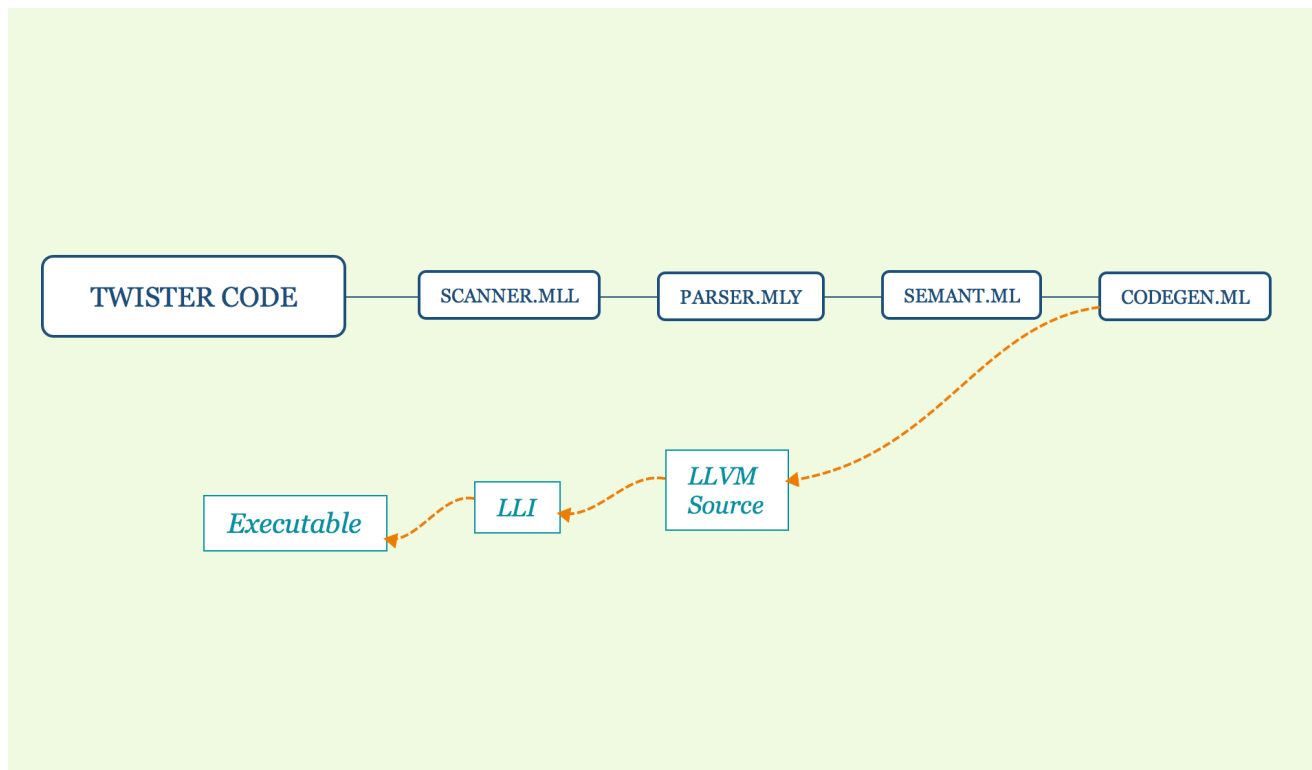 TWISTER CODE
SCANNER.MLL
PARSER.MLY
SEMANT.ML
CODEGEN.ML
LLVM
Source
LLI
Executable